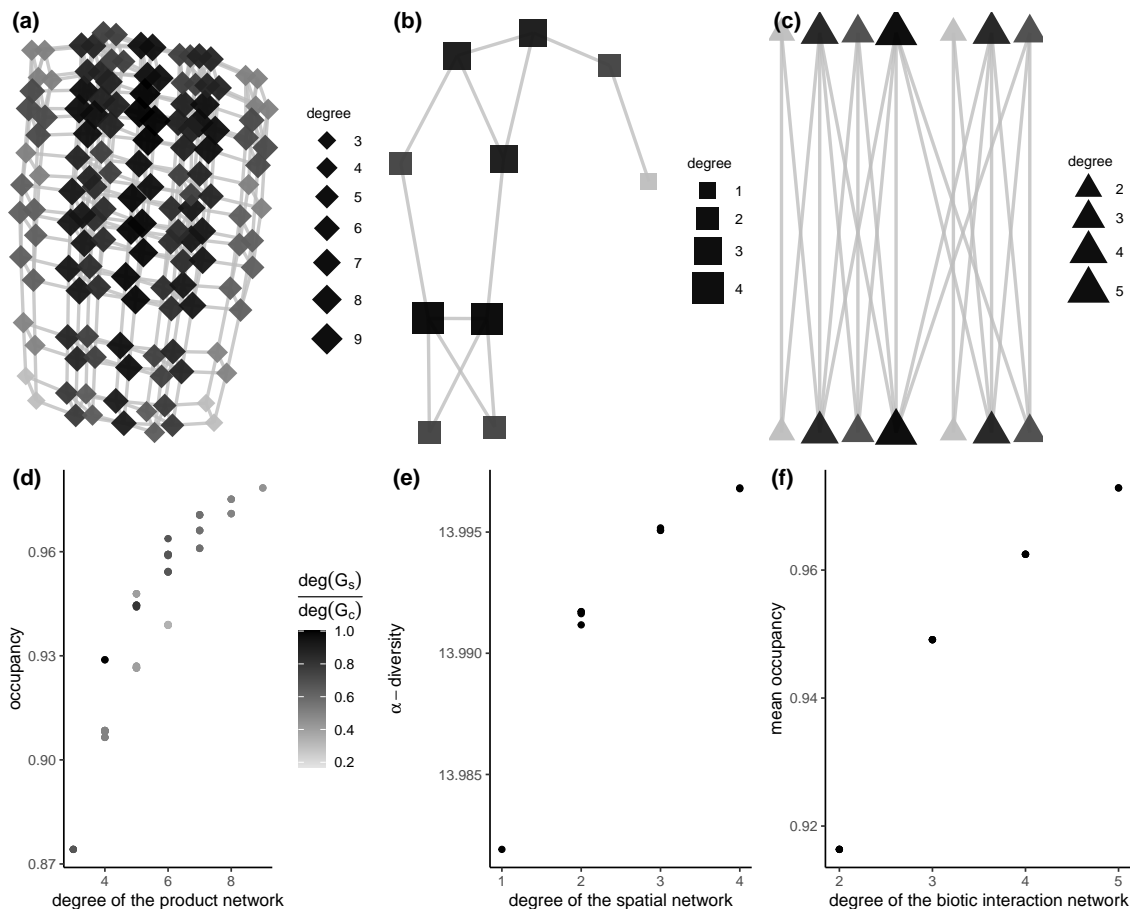 (a)
degree
3
4
5
6
7
8
9
(b)
degree
1
2
3
4
(c)
degree
2
3
4
5
(d)
occupancy
0.96
0.93
0.90
0.87
4 6 8
degree of the product network
deg(Gs)
deg(Gc)
1.0
0.8
0.6
0.4
0.2
(e)
α − diversity
13.995
13.990
13.985
1 2 3 4
degree of the spatial network
(f)
mean occupancy
0.96
0.94
0.92
2 3 4 5
degree of the biotic interaction network